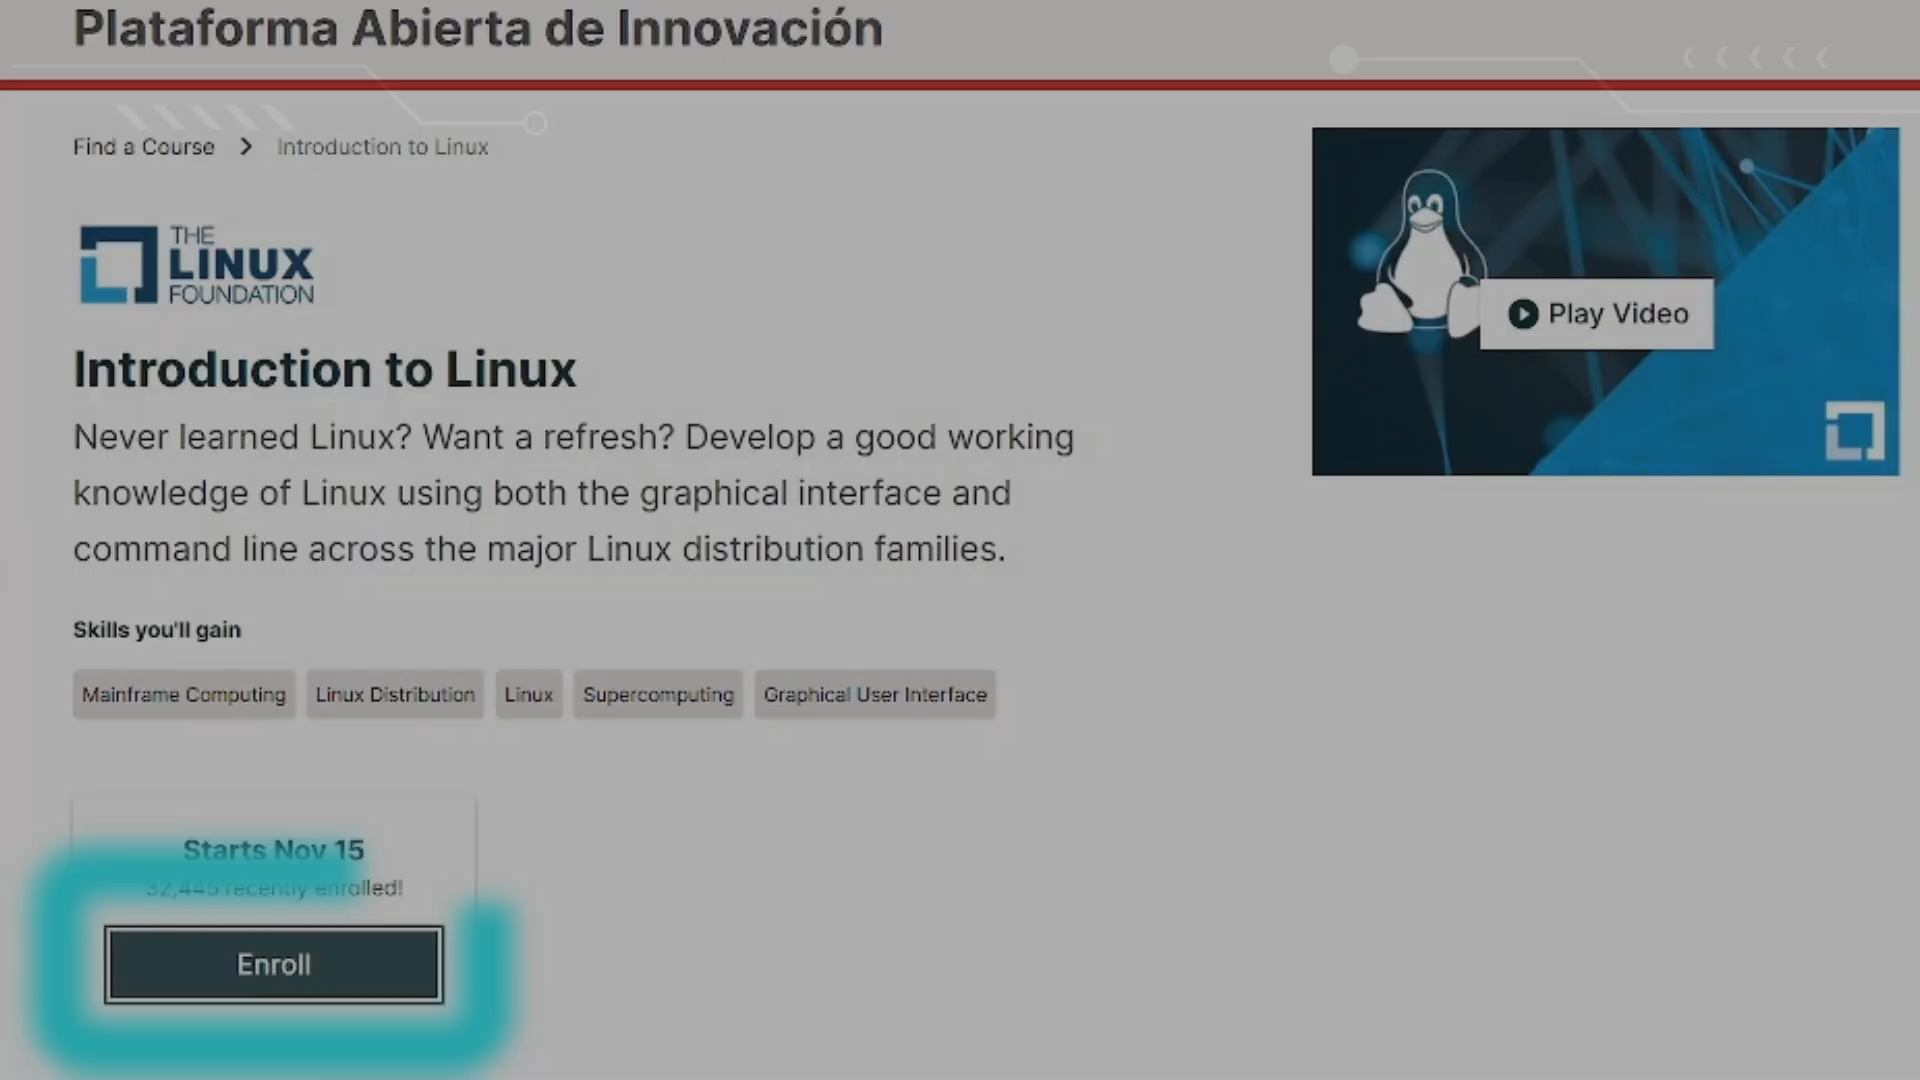 Plataforma Abierta de Innovación
Find a Course > Introduction to Linux
THE
LINUX
FOUNDATION
Play Video
Introduction to Linux
Never learned Linux? Want a refresh? Develop a good working
knowledge of Linux using both the graphical interface and
command line across the major Linux distribution families.
Skills you'll gain
Mainframe Computing Linux Distribution Linux Supercomputing Graphical User Interface
Starts Nov 15
32,445 recently enrolled!
Enroll